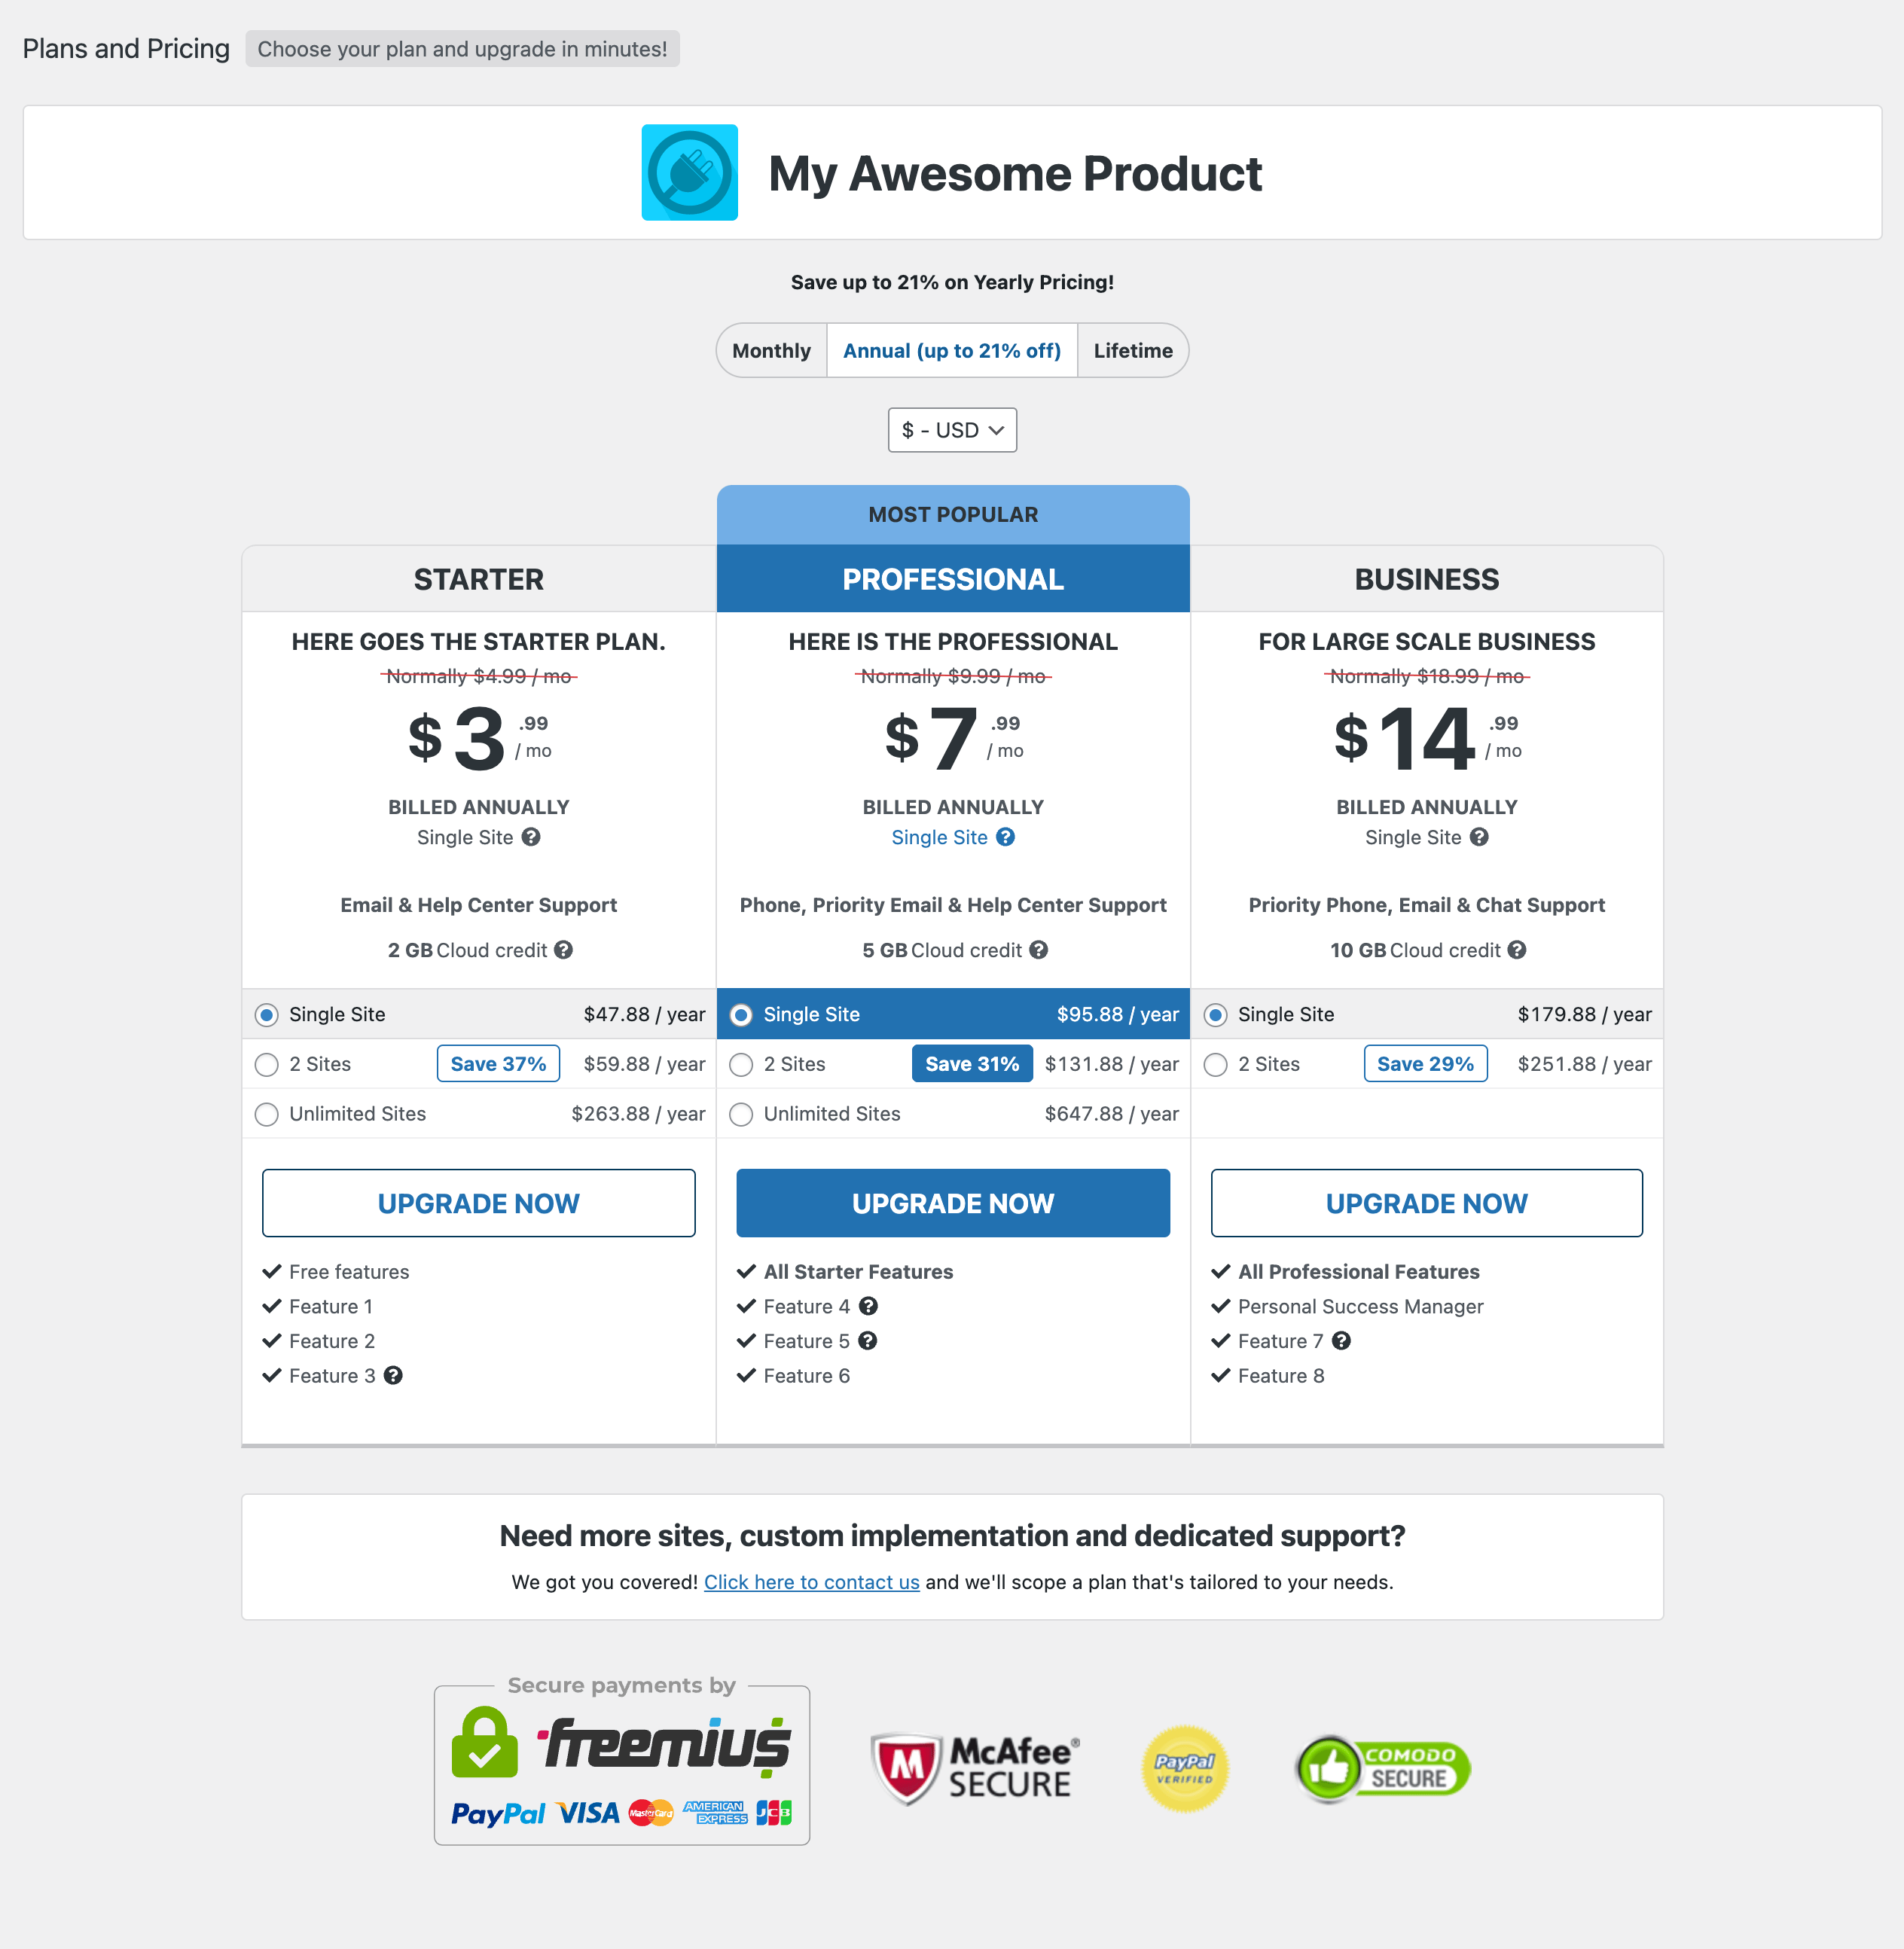 Plans and Pricing Choose your plan and upgrade in minutes!
My Awesome Product
Save up to 21% on Yearly Pricing!
Monthly Annual (up to 21% off) Lifetime
$ - USD
MOST POPULAR
STARTER
HERE GOES THE STARTER PLAN.
Normally $4.99 / mo
$3.99 / mo
BILLED ANNUALLY
Single Site
Email & Help Center Support
2 GB Cloud credit
Single Site $47.88 / year
2 Sites Save 37% $59.88 / year
Unlimited Sites $263.88 / year
UPGRADE NOW
Free features
Feature 1
Feature 2
Feature 3
PROFESSIONAL
HERE IS THE PROFESSIONAL
Normally $9.99 / mo
$7.99 / mo
BILLED ANNUALLY
Single Site
Phone, Priority Email & Help Center Support
5 GB Cloud credit
Single Site $95.88 / year
2 Sites Save 31% $131.88 / year
Unlimited Sites $647.88 / year
UPGRADE NOW
All Starter Features
Feature 4
Feature 5
Feature 6
BUSINESS
FOR LARGE SCALE BUSINESS
Normally $18.99 / mo
$14.99 / mo
BILLED ANNUALLY
Single Site
Priority Phone, Email & Chat Support
10 GB Cloud credit
Single Site $179.88 / year
2 Sites Save 29% $251.88 / year
UPGRADE NOW
All Professional Features
Personal Success Manager
Feature 7
Feature 8
Need more sites, custom implementation and dedicated support?
We got you covered! Click here to contact us and we'll scope a plan that's tailored to your needs.
Secure payments by
freemius
PayPal VISA MasterCard AMERICAN EXPRESS JCB
McAfee®
SECURE
PayPal
VERIFIED
COMODO
SECURE